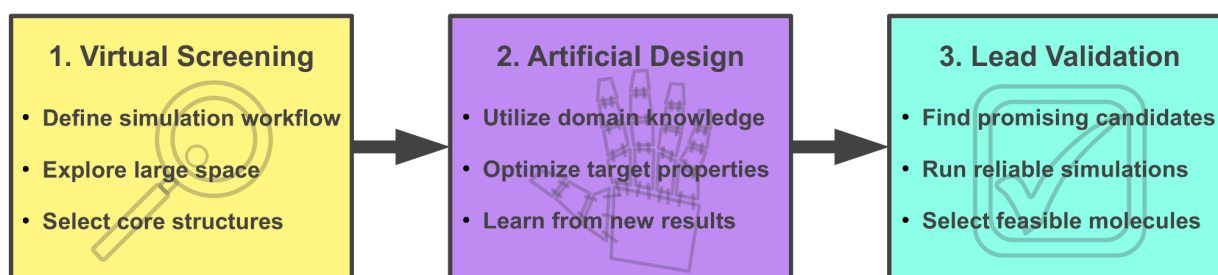 1. Virtual Screening
• Define simulation workflow
• Explore large space
• Select core structures
2. Artificial Design
• Utilize domain knowledge
• Optimize target properties
• Learn from new results
3. Lead Validation
• Find promising candidates
• Run reliable simulations
• Select feasible molecules